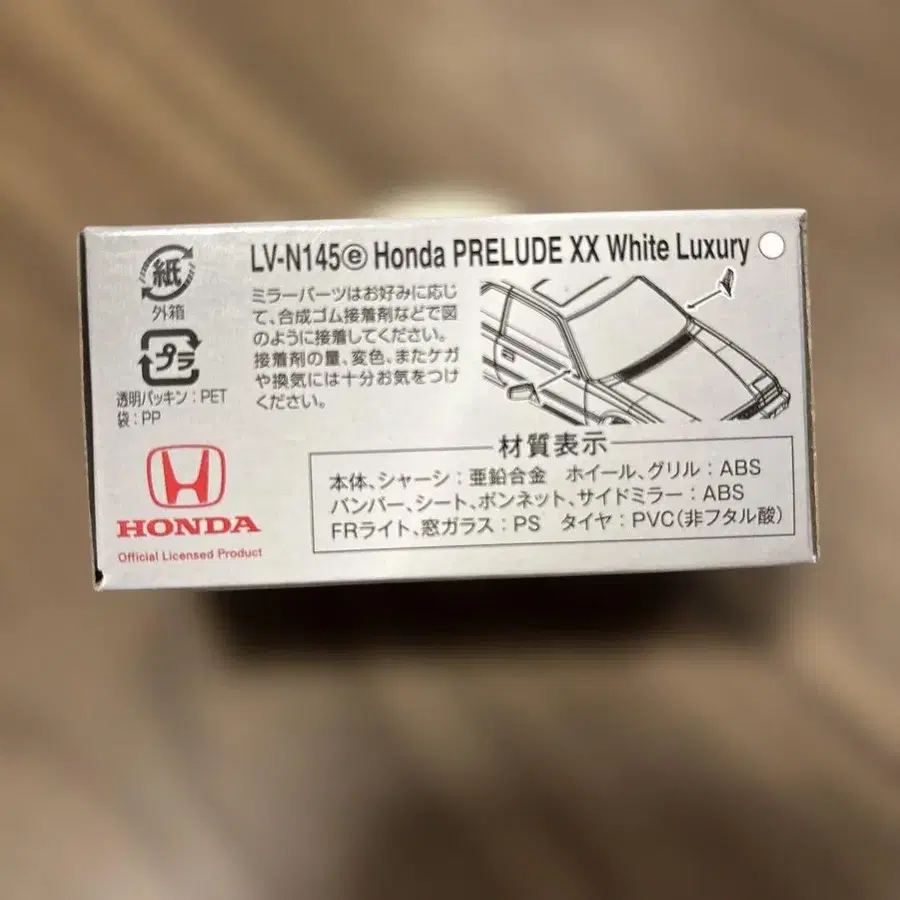 LV-N145ⓔ Honda PRELUDE XX White Luxury
紙
外箱
プラ
透明パッキン:PET
袋:PP
ミラーパーツはお好みに応じ
て、合成ゴム接着剤などで図
のように接着してください。
接着剤の量、変色、またケガ
や換気には十分お気をつけ
ください。
HONDA
Official Licensed Product
材質表示
本体、シャーシ:亜鉛合金 ホイール、グリル:ABS
バンパー、シート、ボンネット、サイドミラー:ABS
FRライト、窓ガラス:PS タイヤ:PVC(非フタル酸)